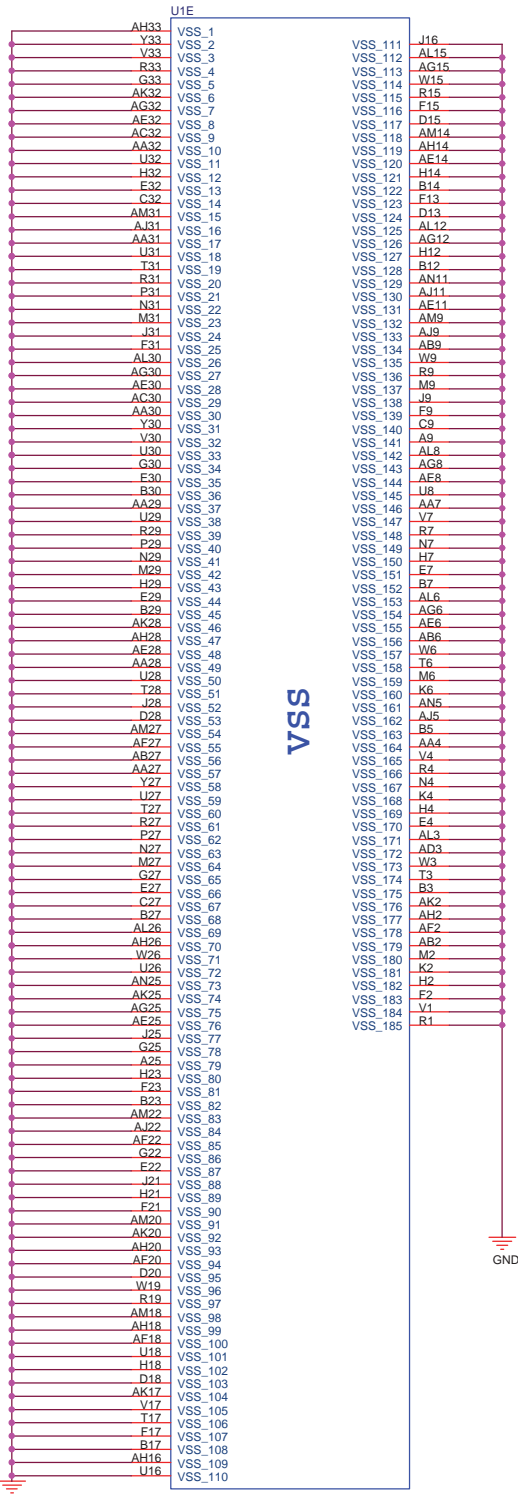 U1E
AH33 VSS_1
Y33 VSS_2
V33 VSS_3
R33 VSS_4
G33 VSS_5
AK32 VSS_6
AG32 VSS_7
AE32 VSS_8
AC32 VSS_9
AA32 VSS_10
U32 VSS_11
H32 VSS_12
E32 VSS_13
C32 VSS_14
AM31 VSS_15
AJ31 VSS_16
AA31 VSS_17
U31 VSS_18
T31 VSS_19
R31 VSS_20
P31 VSS_21
N31 VSS_22
M31 VSS_23
J31 VSS_24
F31 VSS_25
AL30 VSS_26
AG30 VSS_27
AE30 VSS_28
AC30 VSS_29
AA30 VSS_30
Y30 VSS_31
V30 VSS_32
U30 VSS_33
G30 VSS_34
E30 VSS_35
B30 VSS_36
AA29 VSS_37
U29 VSS_38
R29 VSS_39
P29 VSS_40
N29 VSS_41
M29 VSS_42
H29 VSS_43
E29 VSS_44
B29 VSS_45
AK28 VSS_46
AH28 VSS_47
AE28 VSS_48
AA28 VSS_49
U28 VSS_50
T28 VSS_51
J28 VSS_52
D28 VSS_53
AM27 VSS_54
AF27 VSS_55
AB27 VSS_56
AA27 VSS_57
Y27 VSS_58
U27 VSS_59
T27 VSS_60
R27 VSS_61
P27 VSS_62
N27 VSS_63
M27 VSS_64
G27 VSS_65
E27 VSS_66
C27 VSS_67
B27 VSS_68
AL26 VSS_69
AH26 VSS_70
W26 VSS_71
U26 VSS_72
AN25 VSS_73
AK25 VSS_74
AG25 VSS_75
AE25 VSS_76
J25 VSS_77
G25 VSS_78
A25 VSS_79
H23 VSS_80
F23 VSS_81
B23 VSS_82
AM22 VSS_83
AJ22 VSS_84
AF22 VSS_85
G22 VSS_86
E22 VSS_87
J21 VSS_88
H21 VSS_89
F21 VSS_90
AM20 VSS_91
AK20 VSS_92
AH20 VSS_93
AF20 VSS_94
D20 VSS_95
W19 VSS_96
R19 VSS_97
AM18 VSS_98
AH18 VSS_99
AF18 VSS_100
U18 VSS_101
H18 VSS_102
D18 VSS_103
AK17 VSS_104
V17 VSS_105
T17 VSS_106
F17 VSS_107
B17 VSS_108
AH16 VSS_109
U16 VSS_110
VSS
VSS_111 J16
VSS_112 AL15
VSS_113 AG15
VSS_114 W15
VSS_115 R15
VSS_116 F15
VSS_117 D15
VSS_118 AM14
VSS_119 AH14
VSS_120 AE14
VSS_121 H14
VSS_122 B14
VSS_123 F13
VSS_124 D13
VSS_125 AL12
VSS_126 AG12
VSS_127 H12
VSS_128 B12
VSS_129 AN11
VSS_130 AJ11
VSS_131 AE11
VSS_132 AM9
VSS_133 AJ9
VSS_134 AB9
VSS_135 W9
VSS_136 R9
VSS_137 M9
VSS_138 J9
VSS_139 F9
VSS_140 C9
VSS_141 A9
VSS_142 AL8
VSS_143 AG8
VSS_144 AE8
VSS_145 U8
VSS_146 AA7
VSS_147 V7
VSS_148 R7
VSS_149 N7
VSS_150 H7
VSS_151 E7
VSS_152 B7
VSS_153 AL6
VSS_154 AG6
VSS_155 AE6
VSS_156 AB6
VSS_157 W6
VSS_158 T6
VSS_159 M6
VSS_160 K6
VSS_161 AN5
VSS_162 AJ5
VSS_163 B5
VSS_164 AA4
VSS_165 V4
VSS_166 R4
VSS_167 N4
VSS_168 K4
VSS_169 H4
VSS_170 E4
VSS_171 AL3
VSS_172 AD3
VSS_173 W3
VSS_174 T3
VSS_175 B3
VSS_176 AK2
VSS_177 AH2
VSS_178 AF2
VSS_179 AB2
VSS_180 M2
VSS_181 K2
VSS_182 H2
VSS_183 F2
VSS_184 V1
VSS_185 R1
GND